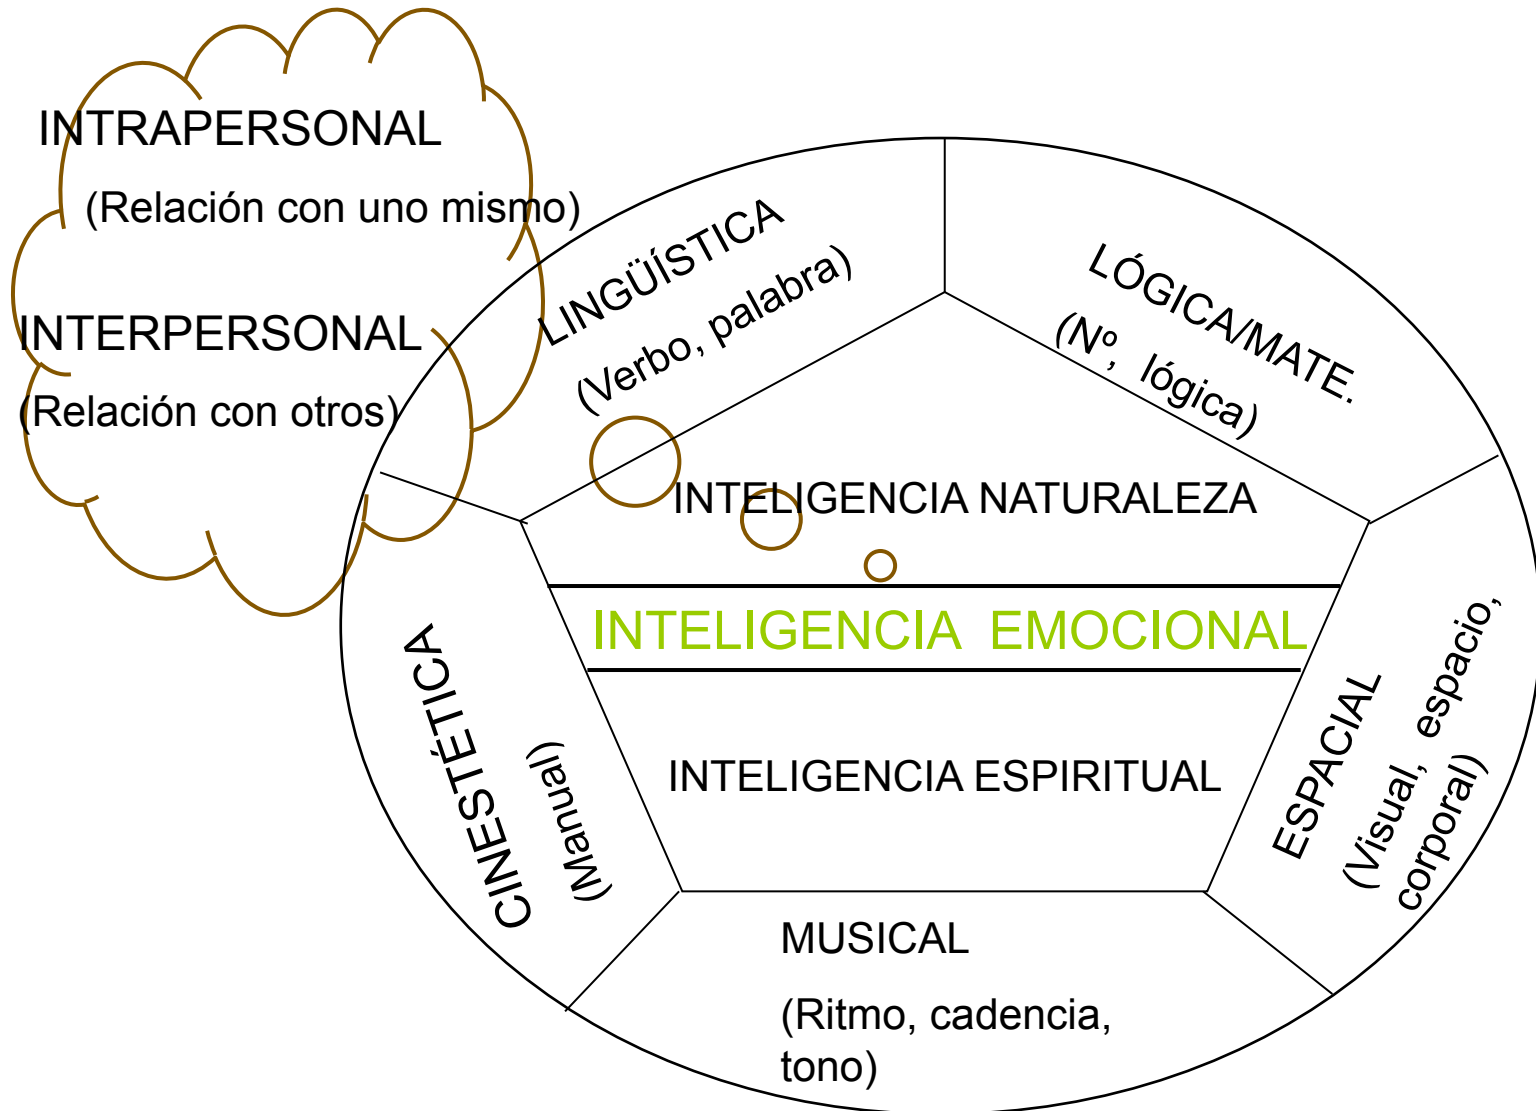 INTRAPERSONAL
(Relación con uno mismo)
INTERPERSONAL
(Relación con otros)
LINGÜÍSTICA
(Verbo, palabra)
LÓGICA/MATE.
(Nº, lógica)
INTELIGENCIA NATURALEZA
INTELIGENCIA EMOCIONAL
INTELIGENCIA ESPIRITUAL
CINESTÉTICA
(Manual)
ESPACIAL
(Visual, espacio,
corporal)
MUSICAL
(Ritmo, cadencia,
tono)